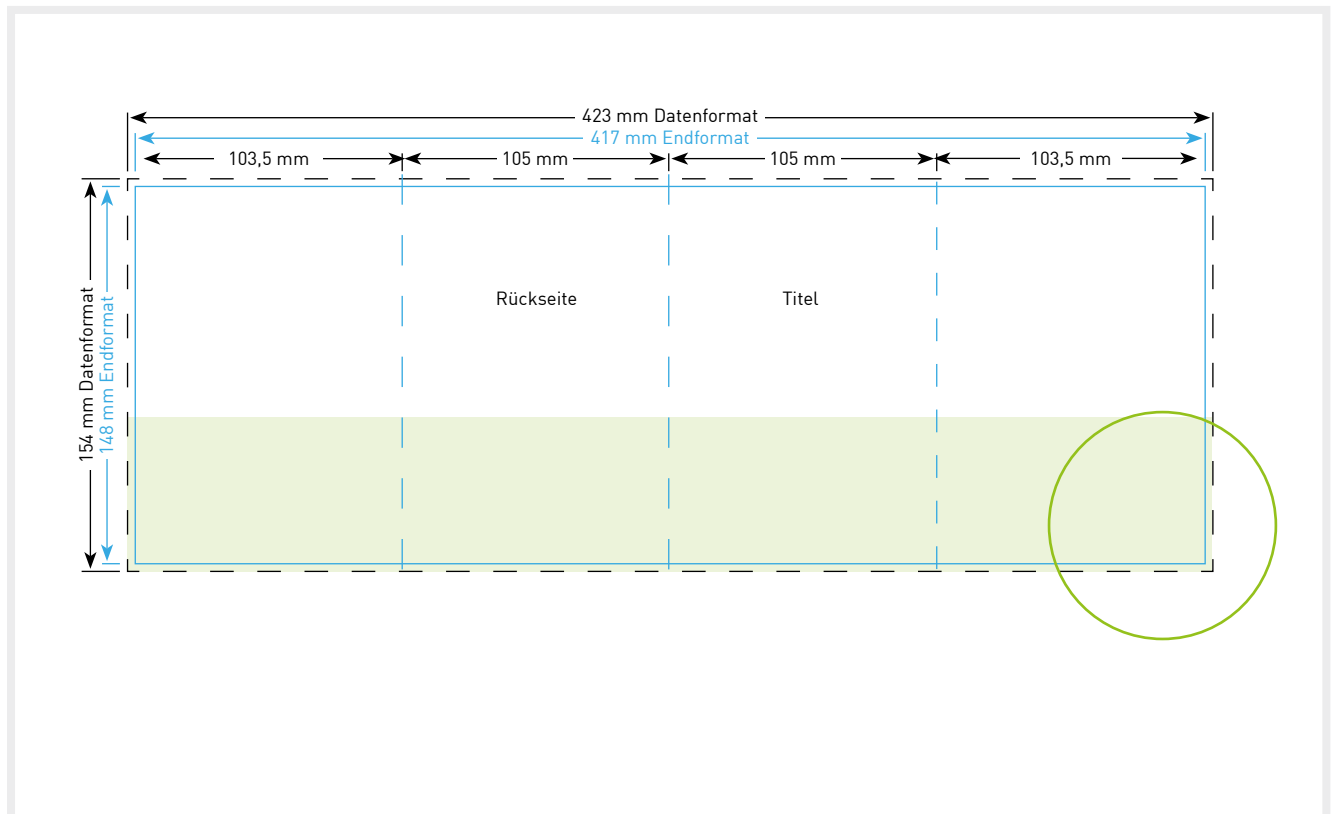 423 mm Datenformat
417 mm Endformat
103,5 mm
105 mm
105 mm
103,5 mm
154 mm Datenformat
148 mm Endformat
Rückseite
Titel